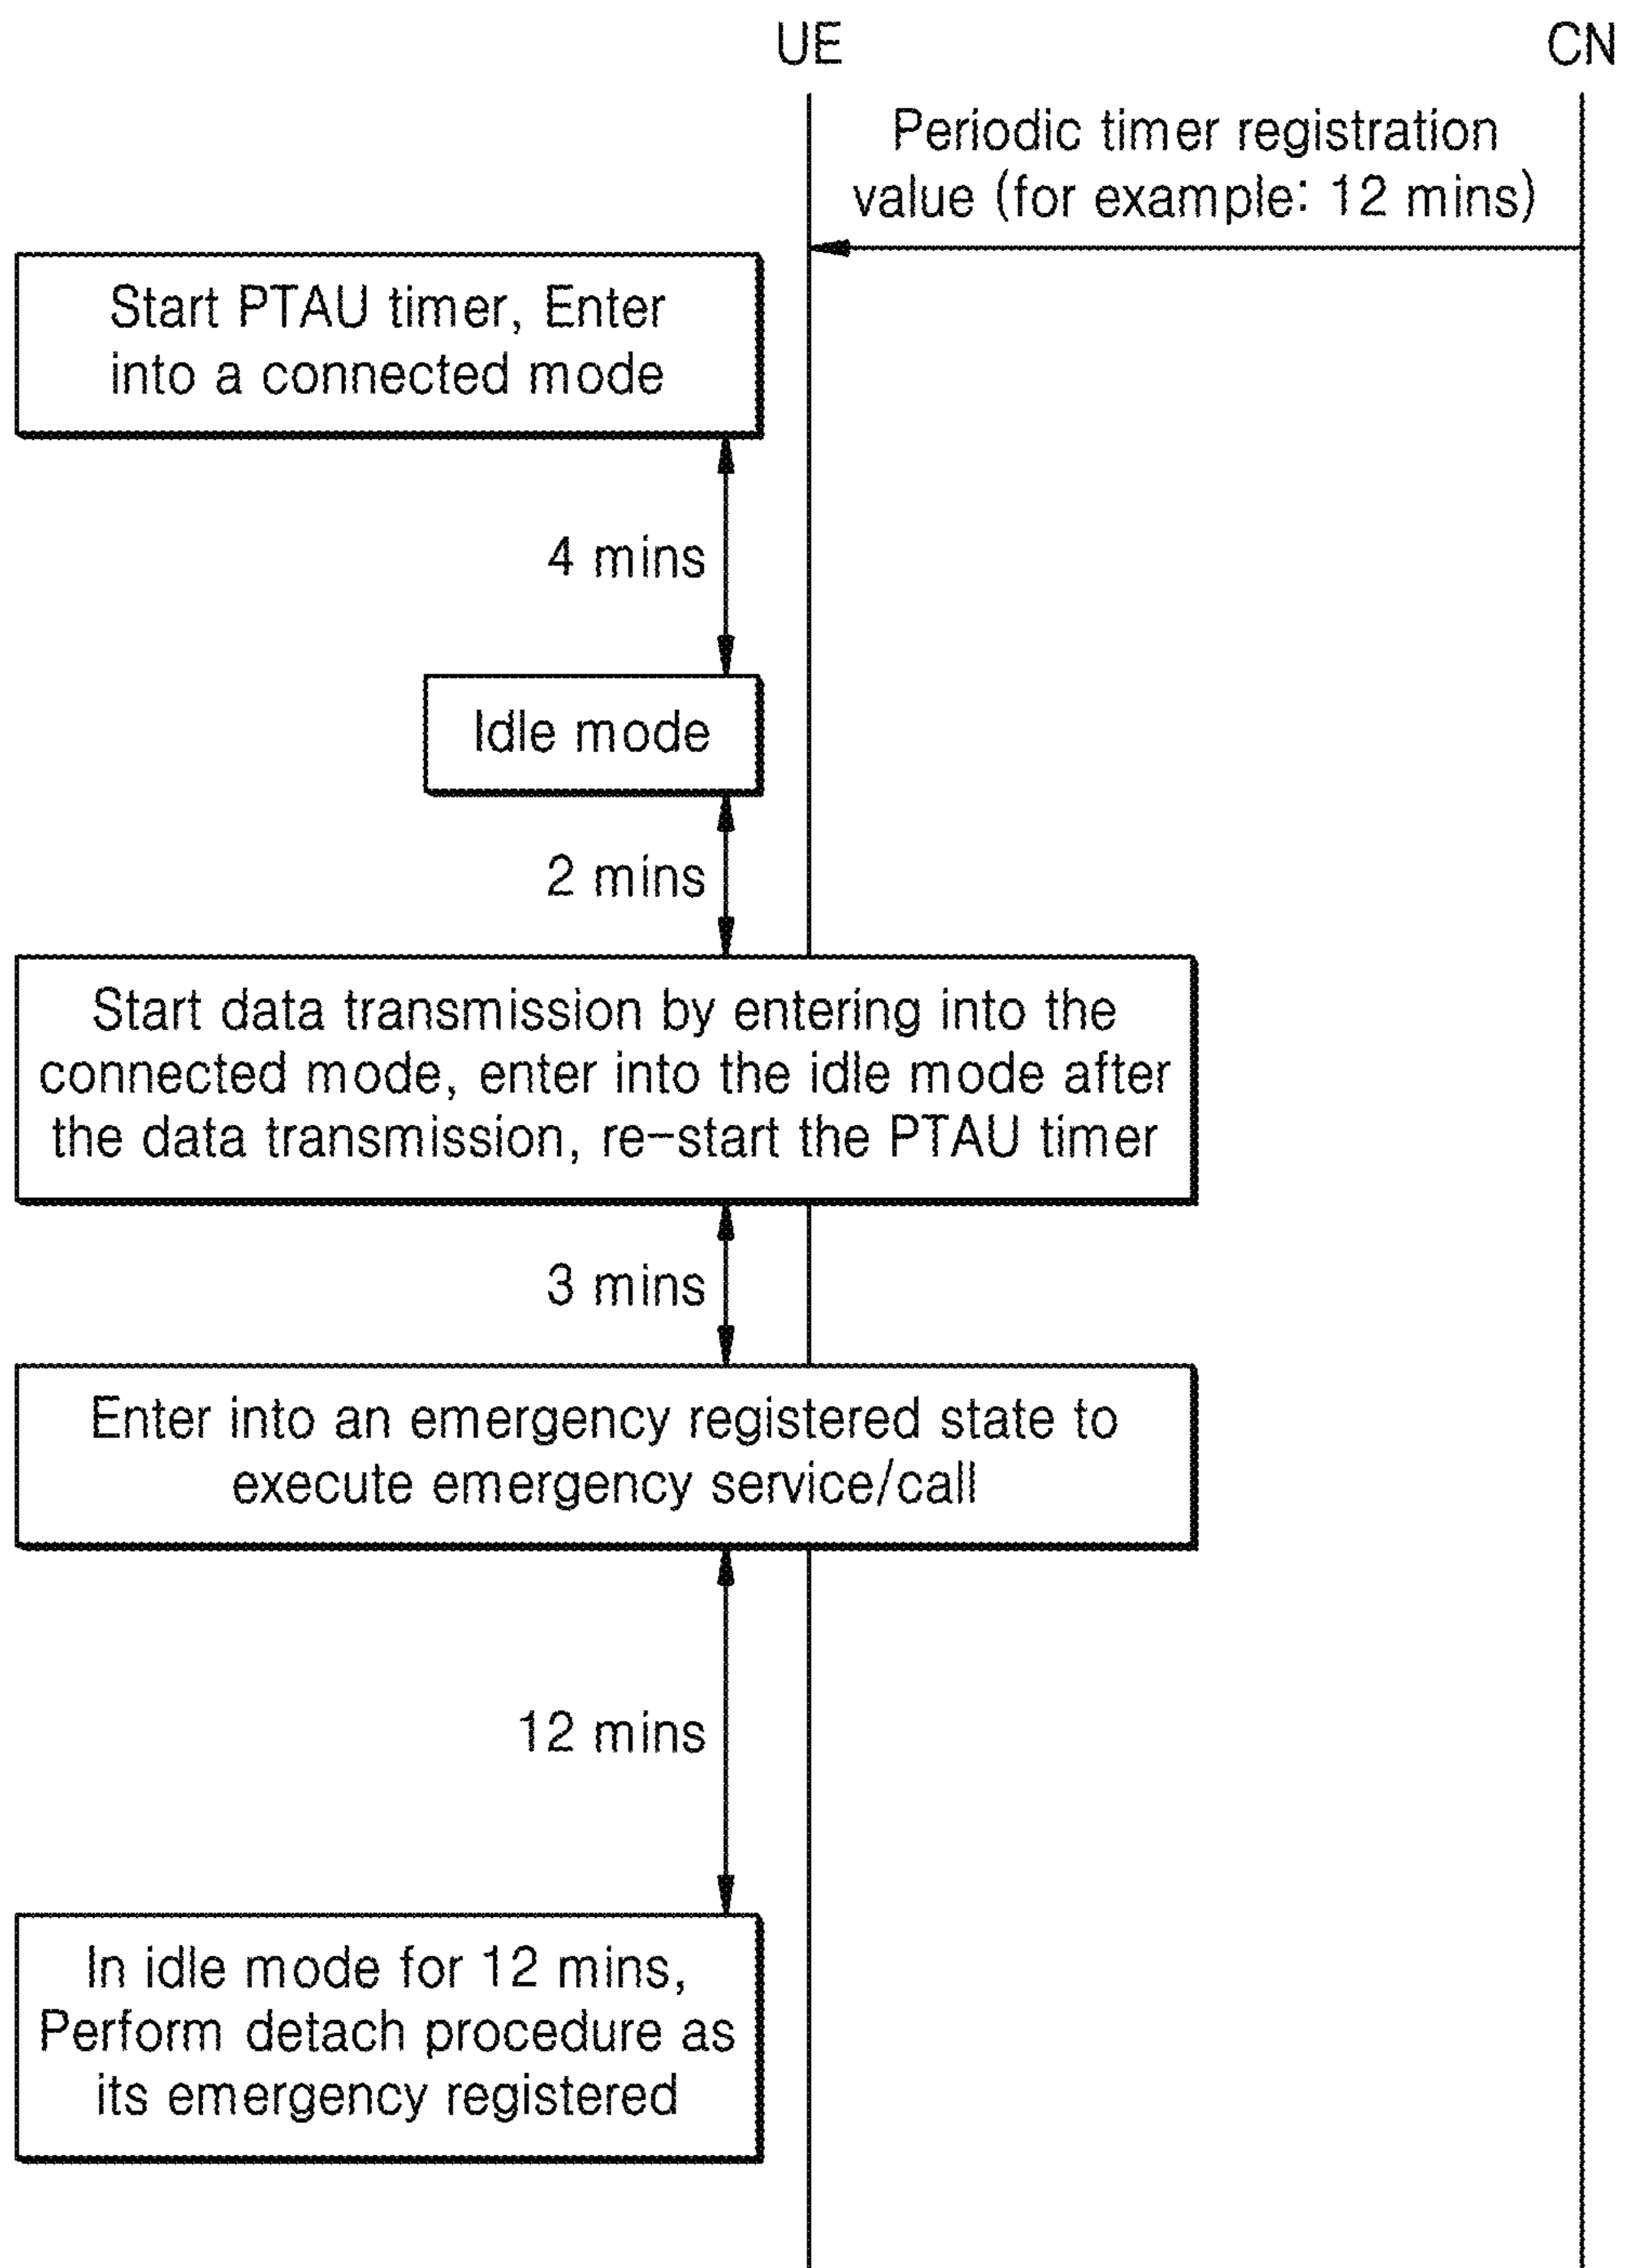 UE
CN
Periodic timer registration
value (for example: 12 mins)
Start PTAU timer, Enter
into a connected mode
4 mins
Idle mode
2 mins
Start data transmission by entering into the
connected mode, enter into the idle mode after
the data transmission, re-start the PTAU timer
3 mins
Enter into an emergency registered state to
execute emergency service/call
12 mins
In idle mode for 12 mins,
Perform detach procedure as
its emergency registered